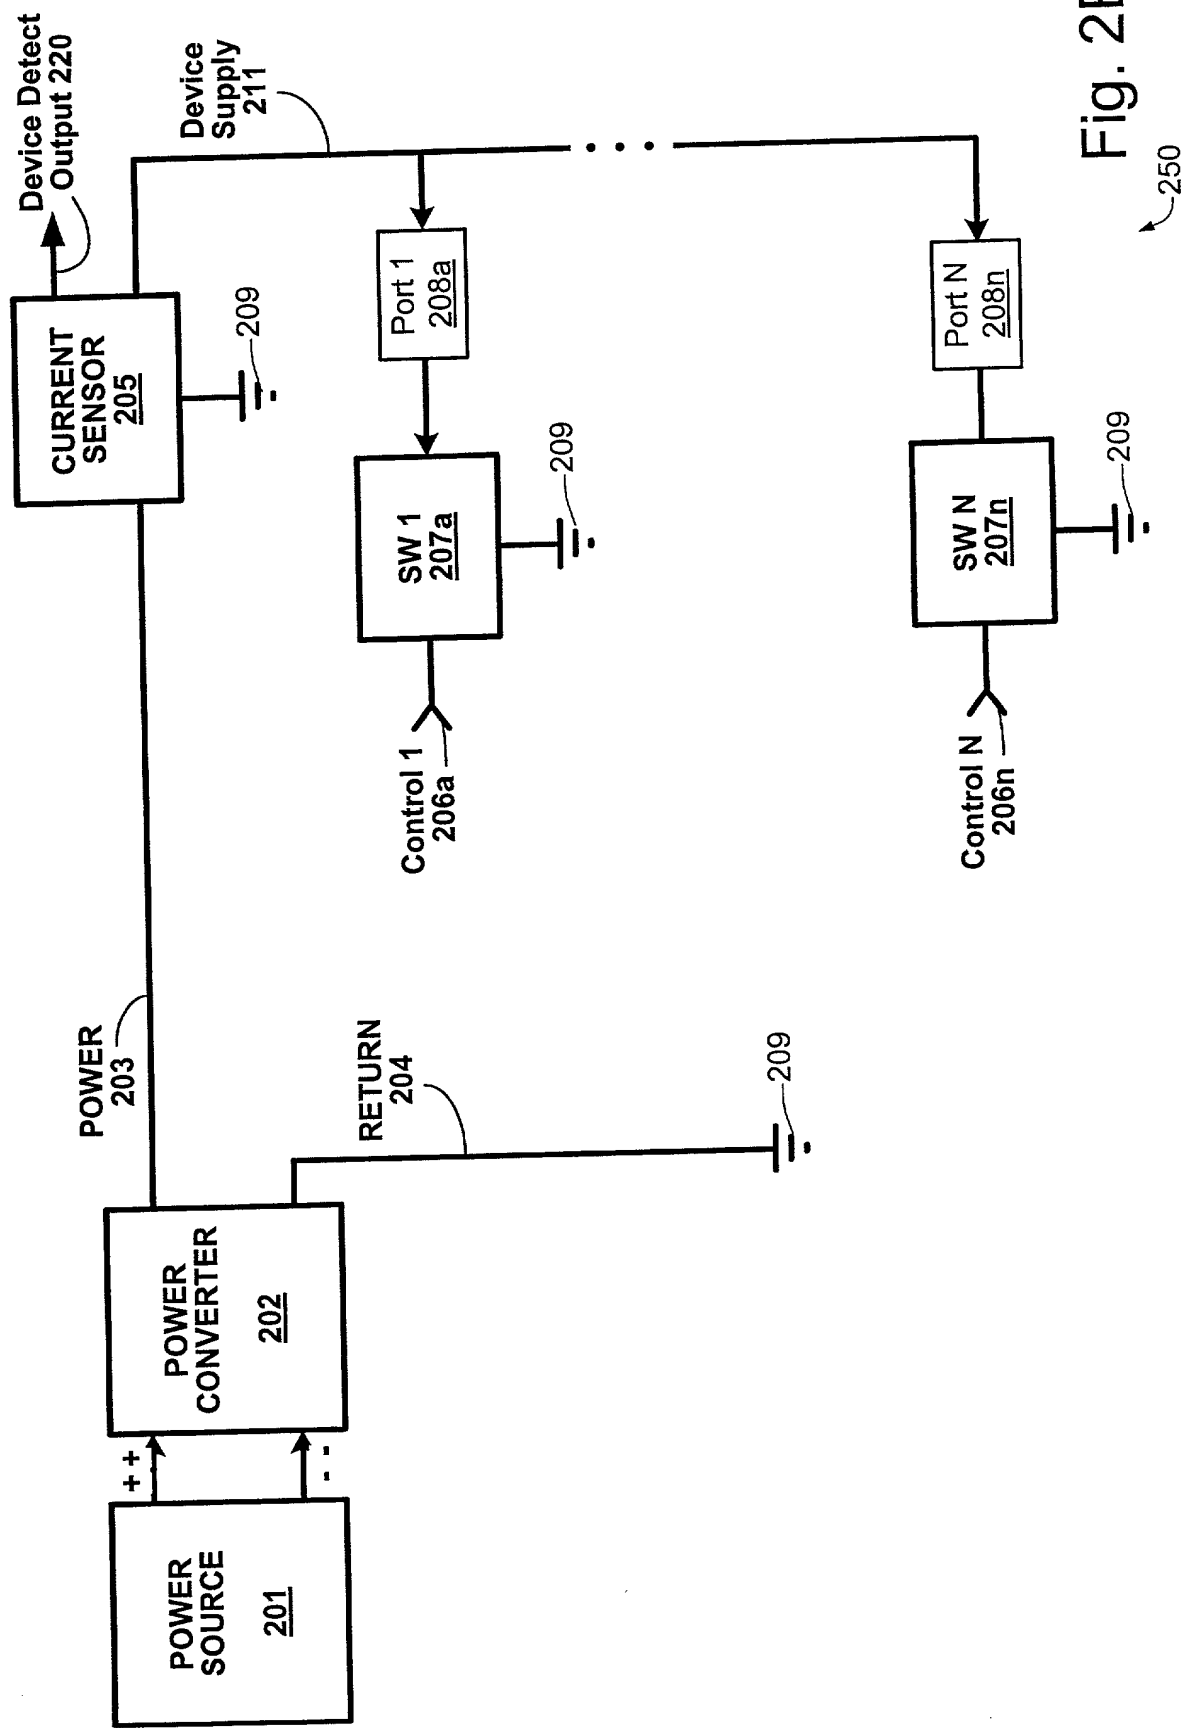 Device Detect
Output 220
Device
Supply
211
CURRENT
SENSOR
205
209
Port 1
208a
SW 1
207a
209
Control 1
206a
Port N
208n
SW N
207n
209
Control N
206n
POWER
203
RETURN
204
209
POWER
CONVERTER
202
++
--
POWER
SOURCE
201
250
Fig. 2B